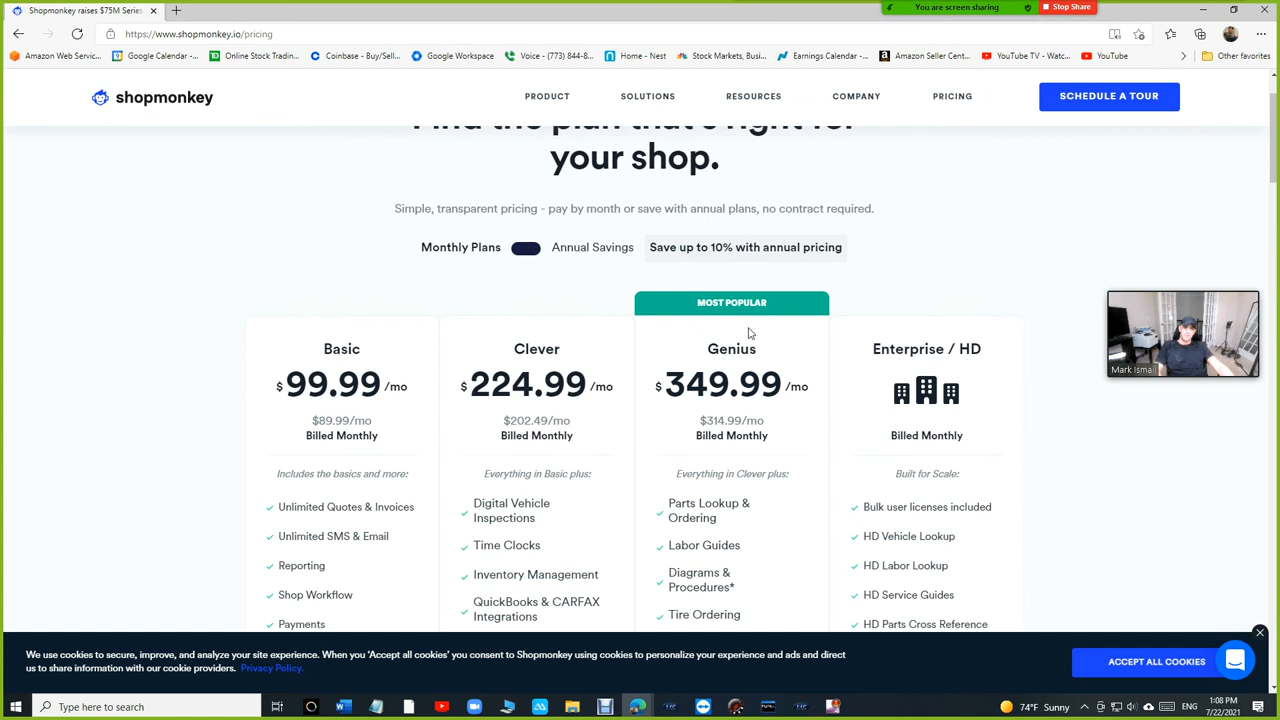 You are screen sharing
Stop Share
Shopmonkey raises $75M Series
https://www.shopmonkey.io/pricing
Amazon Web Servic... Google Calendar -... Online Stock Tradin... Coinbase - Buy/Sell... Google Workspace Voice - (773) 844-8... Home - Nest Stock Markets, Busi... Earnings Calendar -... Amazon Seller Cent... YouTube TV - Watc... YouTube Other favorites
shopmonkey PRODUCT SOLUTIONS RESOURCES COMPANY PRICING SCHEDULE A TOUR
Find the plan that's right for
your shop.
Simple, transparent pricing - pay by month or save with annual plans, no contract required.
Monthly Plans Annual Savings Save up to 10% with annual pricing
MOST POPULAR
Basic
$ 99.99 /mo
$89.99/mo
Billed Monthly
Includes the basics and more:
Unlimited Quotes & Invoices
Unlimited SMS & Email
Reporting
Shop Workflow
Payments
Clever
$ 224.99 /mo
$202.49/mo
Billed Monthly
Everything in Basic plus:
Digital Vehicle
Inspections
Time Clocks
Inventory Management
QuickBooks & CARFAX
Integrations
Genius
$ 349.99 /mo
$314.99/mo
Billed Monthly
Everything in Clever plus:
Parts Lookup &
Ordering
Labor Guides
Diagrams &
Procedures*
Tire Ordering
Enterprise / HD
Billed Monthly
Built for Scale:
Bulk user licenses included
HD Vehicle Lookup
HD Labor Lookup
HD Service Guides
HD Parts Cross Reference
Mark Ismail
We use cookies to secure, improve, and analyze your site experience. When you 'Accept all cookies' you consent to Shopmonkey using cookies to personalize your experience and ads and direct
us to share information with our cookie providers. Privacy Policy.
ACCEPT ALL COOKIES
Type here to search
74°F Sunny
ENG
1:08 PM
7/22/2021